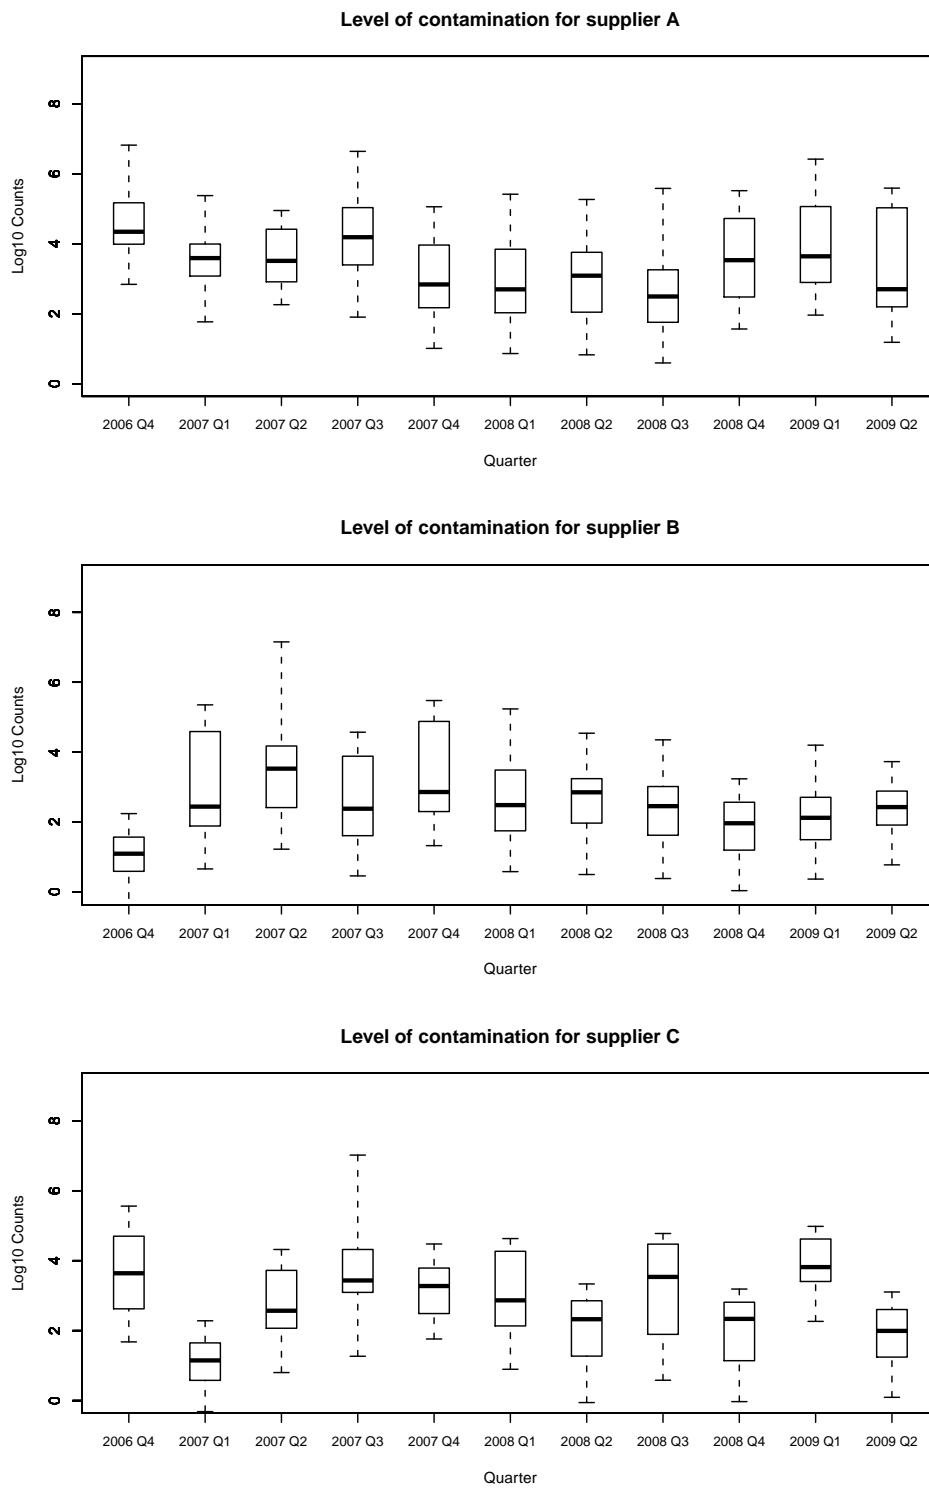 Level of contamination for supplier A
8
6
4
2
0
Log10 Counts
2006 Q4 2007 Q1 2007 Q2 2007 Q3 2007 Q4 2008 Q1 2008 Q2 2008 Q3 2008 Q4 2009 Q1 2009 Q2
Quarter
Level of contamination for supplier B
8
6
4
2
0
Log10 Counts
2006 Q4 2007 Q1 2007 Q2 2007 Q3 2007 Q4 2008 Q1 2008 Q2 2008 Q3 2008 Q4 2009 Q1 2009 Q2
Quarter
Level of contamination for supplier C
8
6
4
2
0
Log10 Counts
2006 Q4 2007 Q1 2007 Q2 2007 Q3 2007 Q4 2008 Q1 2008 Q2 2008 Q3 2008 Q4 2009 Q1 2009 Q2
Quarter